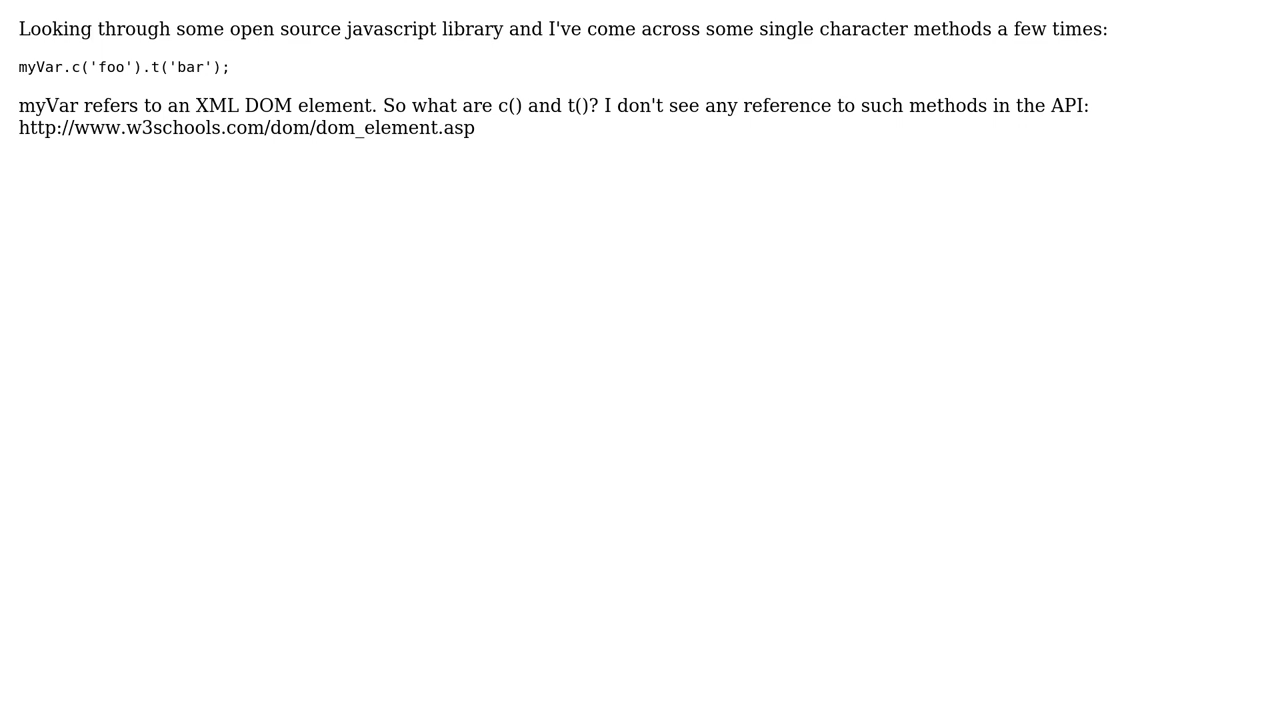 Looking through some open source javascript library and I've come across some single character methods a few times:
myVar.c('foo').t('bar');
myVar refers to an XML DOM element. So what are c() and t()? I don't see any reference to such methods in the API:
http://www.w3schools.com/dom/dom_element.asp